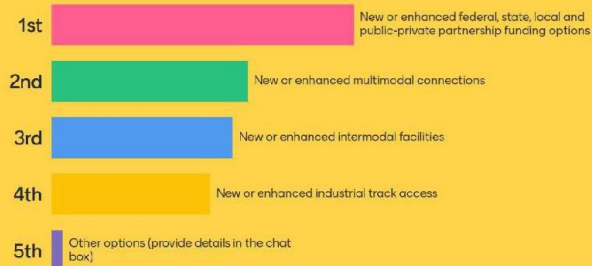 1st
New or enhanced federal, state, local and
public-private partnership funding options
2nd
New or enhanced multimodal connections
3rd
New or enhanced intermodal facilities
4th
New or enhanced industrial track access
5th
Other options (provide details in the chat
box)